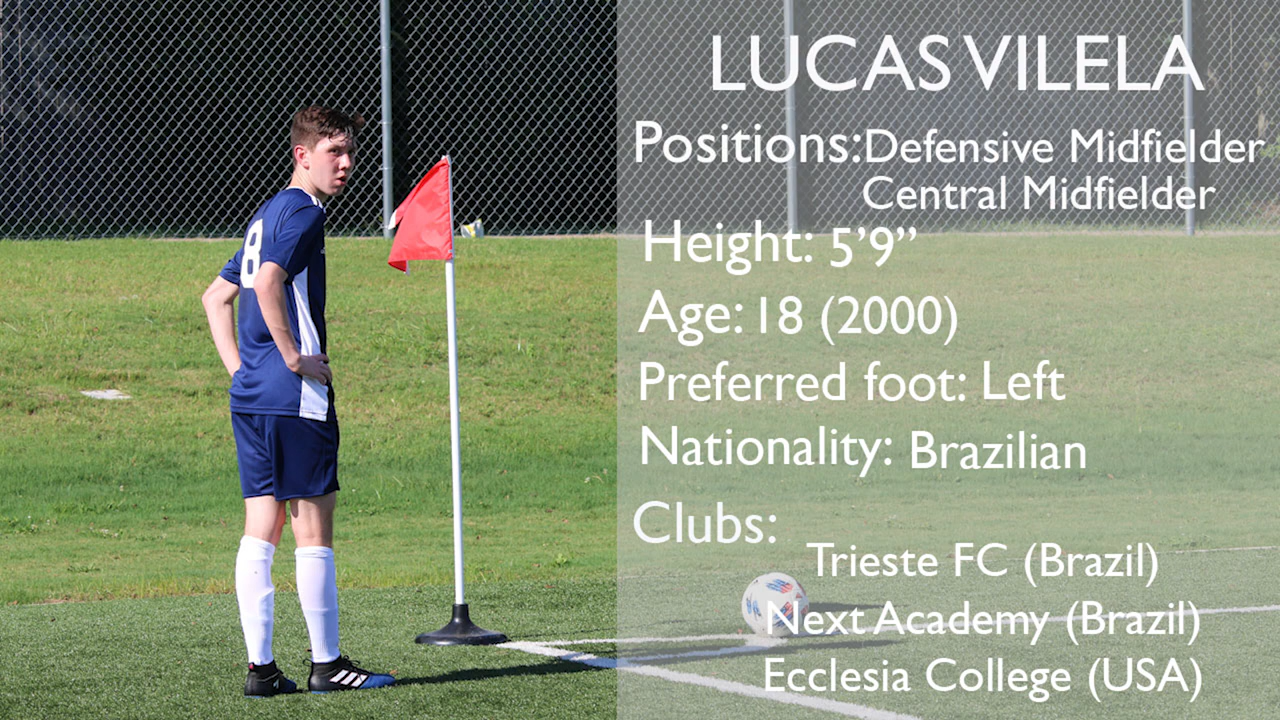 LUCAS VILELA
Positions: Defensive Midfielder
Central Midfielder
Height: 5’9”
Age: 18 (2000)
Preferred foot: Left
Nationality: Brazilian
Clubs:
Trieste FC (Brazil)
Next Academy (Brazil)
Ecclesia College (USA)
8